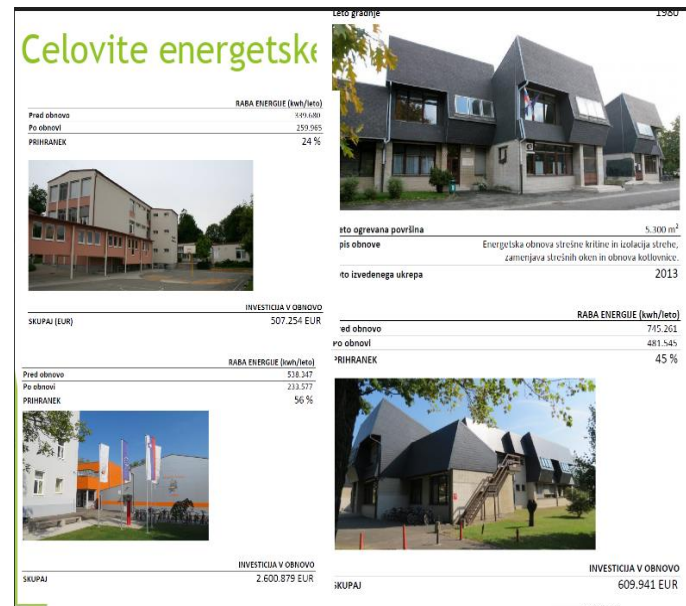 Celovite energetske
RABA ENERGIJE (kwh/leto)
Pred obnovo 339.680
Po obnovi 259.965
PRIHRANEK 24 %
INVESTICIJA V OBNOVO
SKUPAJ (EUR) 507.254 EUR
RABA ENERGIJE (kwh/leto)
Pred obnovo 538.347
Po obnovi 233.577
PRIHRANEK 56 %
INVESTICIJA V OBNOVO
SKUPAJ 2.600.879 EUR
Leto gradnje 1980
eto ogrevana površina 5.300 m²
pis obnove Energetska obnova strešne kritine in izolacija strehe,
zamenjava strešnih oken in obnova kotlovnice.
to izvedenega ukrepa 2013
RABA ENERGIJE (kwh/leto)
red obnovo 745.261
o obnovi 481.545
PRIHRANEK 45 %
INVESTICIJA V OBNOVO
SKUPAJ 609.941 EUR